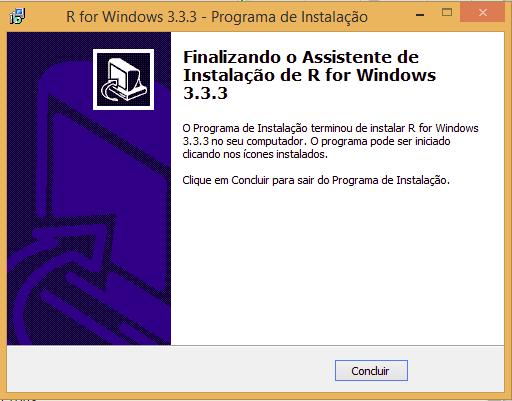 R for Windows 3.3.3 - Programa de Instalação
Finalizando o Assistente de
Instalação de R for Windows
3.3.3
O Programa de Instalação terminou de instalar R for Windows
3.3.3 no seu computador. O programa pode ser iniciado
clicando nos ícones instalados.
Clique em Concluir para sair do Programa de Instalação.
Concluir